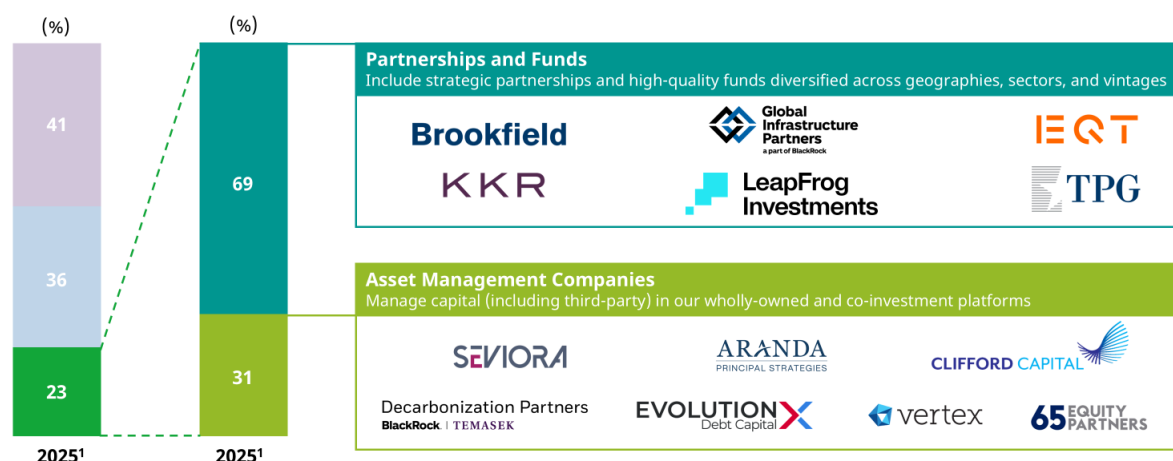 (%)
(%)
41
36
23
2025¹
69
31
2025¹
Partnerships and Funds
Include strategic partnerships and high-quality funds diversified across geographies, sectors, and vintages
Brookfield
Global
Infrastructure
Partners
a part of BlackRock
EQT
KKR
LeapFrog
Investments
TPG
Asset Management Companies
Manage capital (including third-party) in our wholly-owned and co-investment platforms
SEVIORA
ARANDA
PRINCIPAL STRATEGIES
CLIFFORD CAPITAL
Decarbonization Partners
BlackRock. | TEMASEK
EVOLUTION X
Debt Capital
vertex
65 EQUITY
PARTNERS